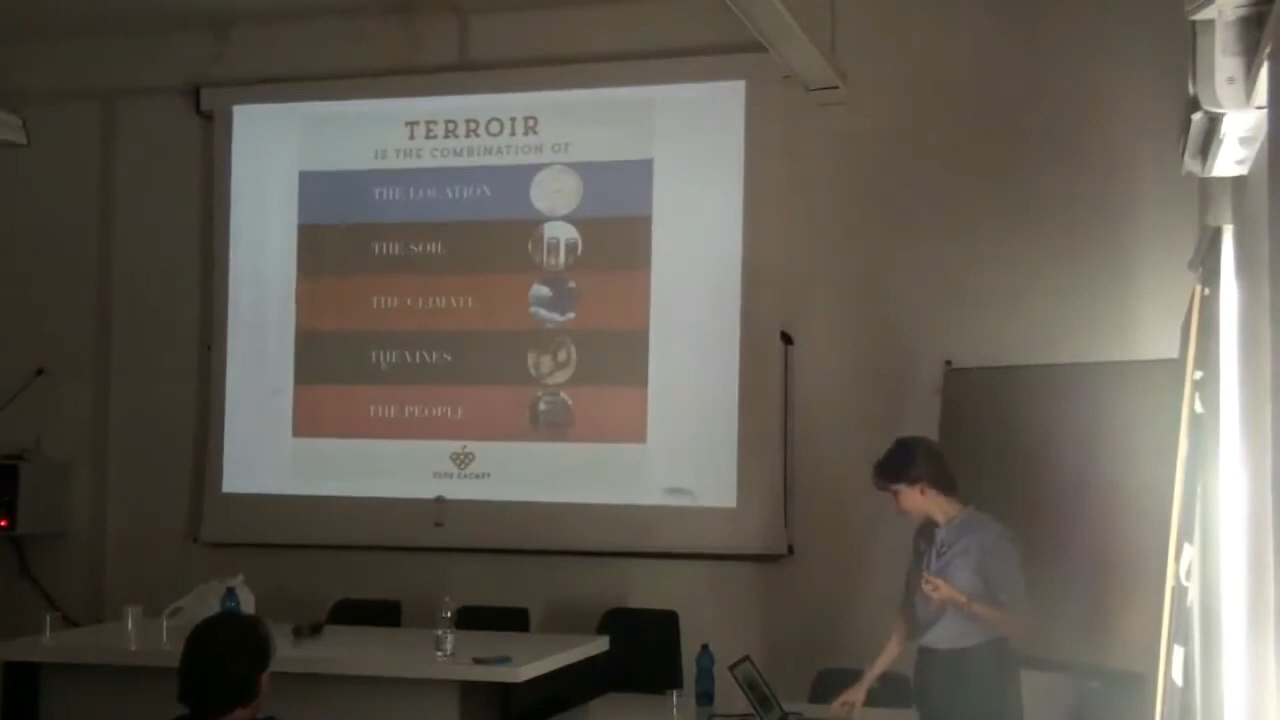 TERROIR
IS THE COMBINATION OF
THE LOCATION
THE SOIL
THE CLIMATE
THE VINES
THE PEOPLE